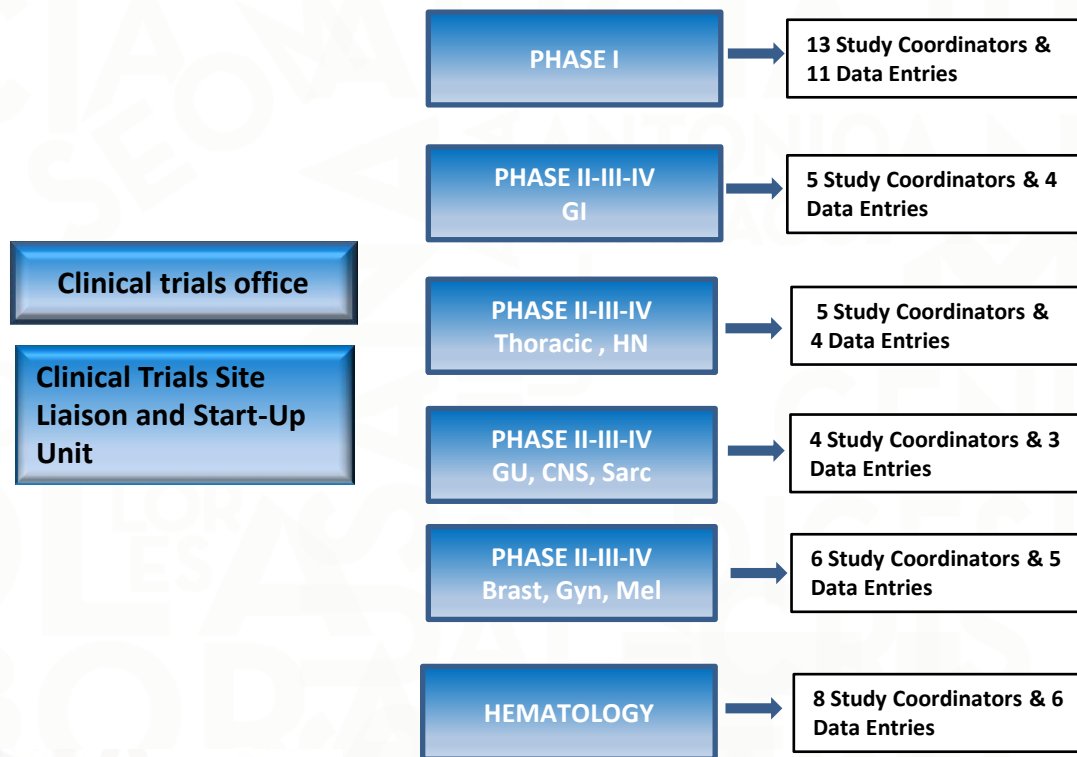 PHASE I
13 Study Coordinators &
11 Data Entries
PHASE II-III-IV
GI
5 Study Coordinators & 4
Data Entries
Clinical trials office
PHASE II-III-IV
Thoracic , HN
5 Study Coordinators &
4 Data Entries
Clinical Trials Site
Liaison and Start-Up
Unit
PHASE II-III-IV
GU, CNS, Sarc
4 Study Coordinators & 3
Data Entries
PHASE II-III-IV
Brast, Gyn, Mel
6 Study Coordinators & 5
Data Entries
HEMATOLOGY
8 Study Coordinators & 6
Data Entries